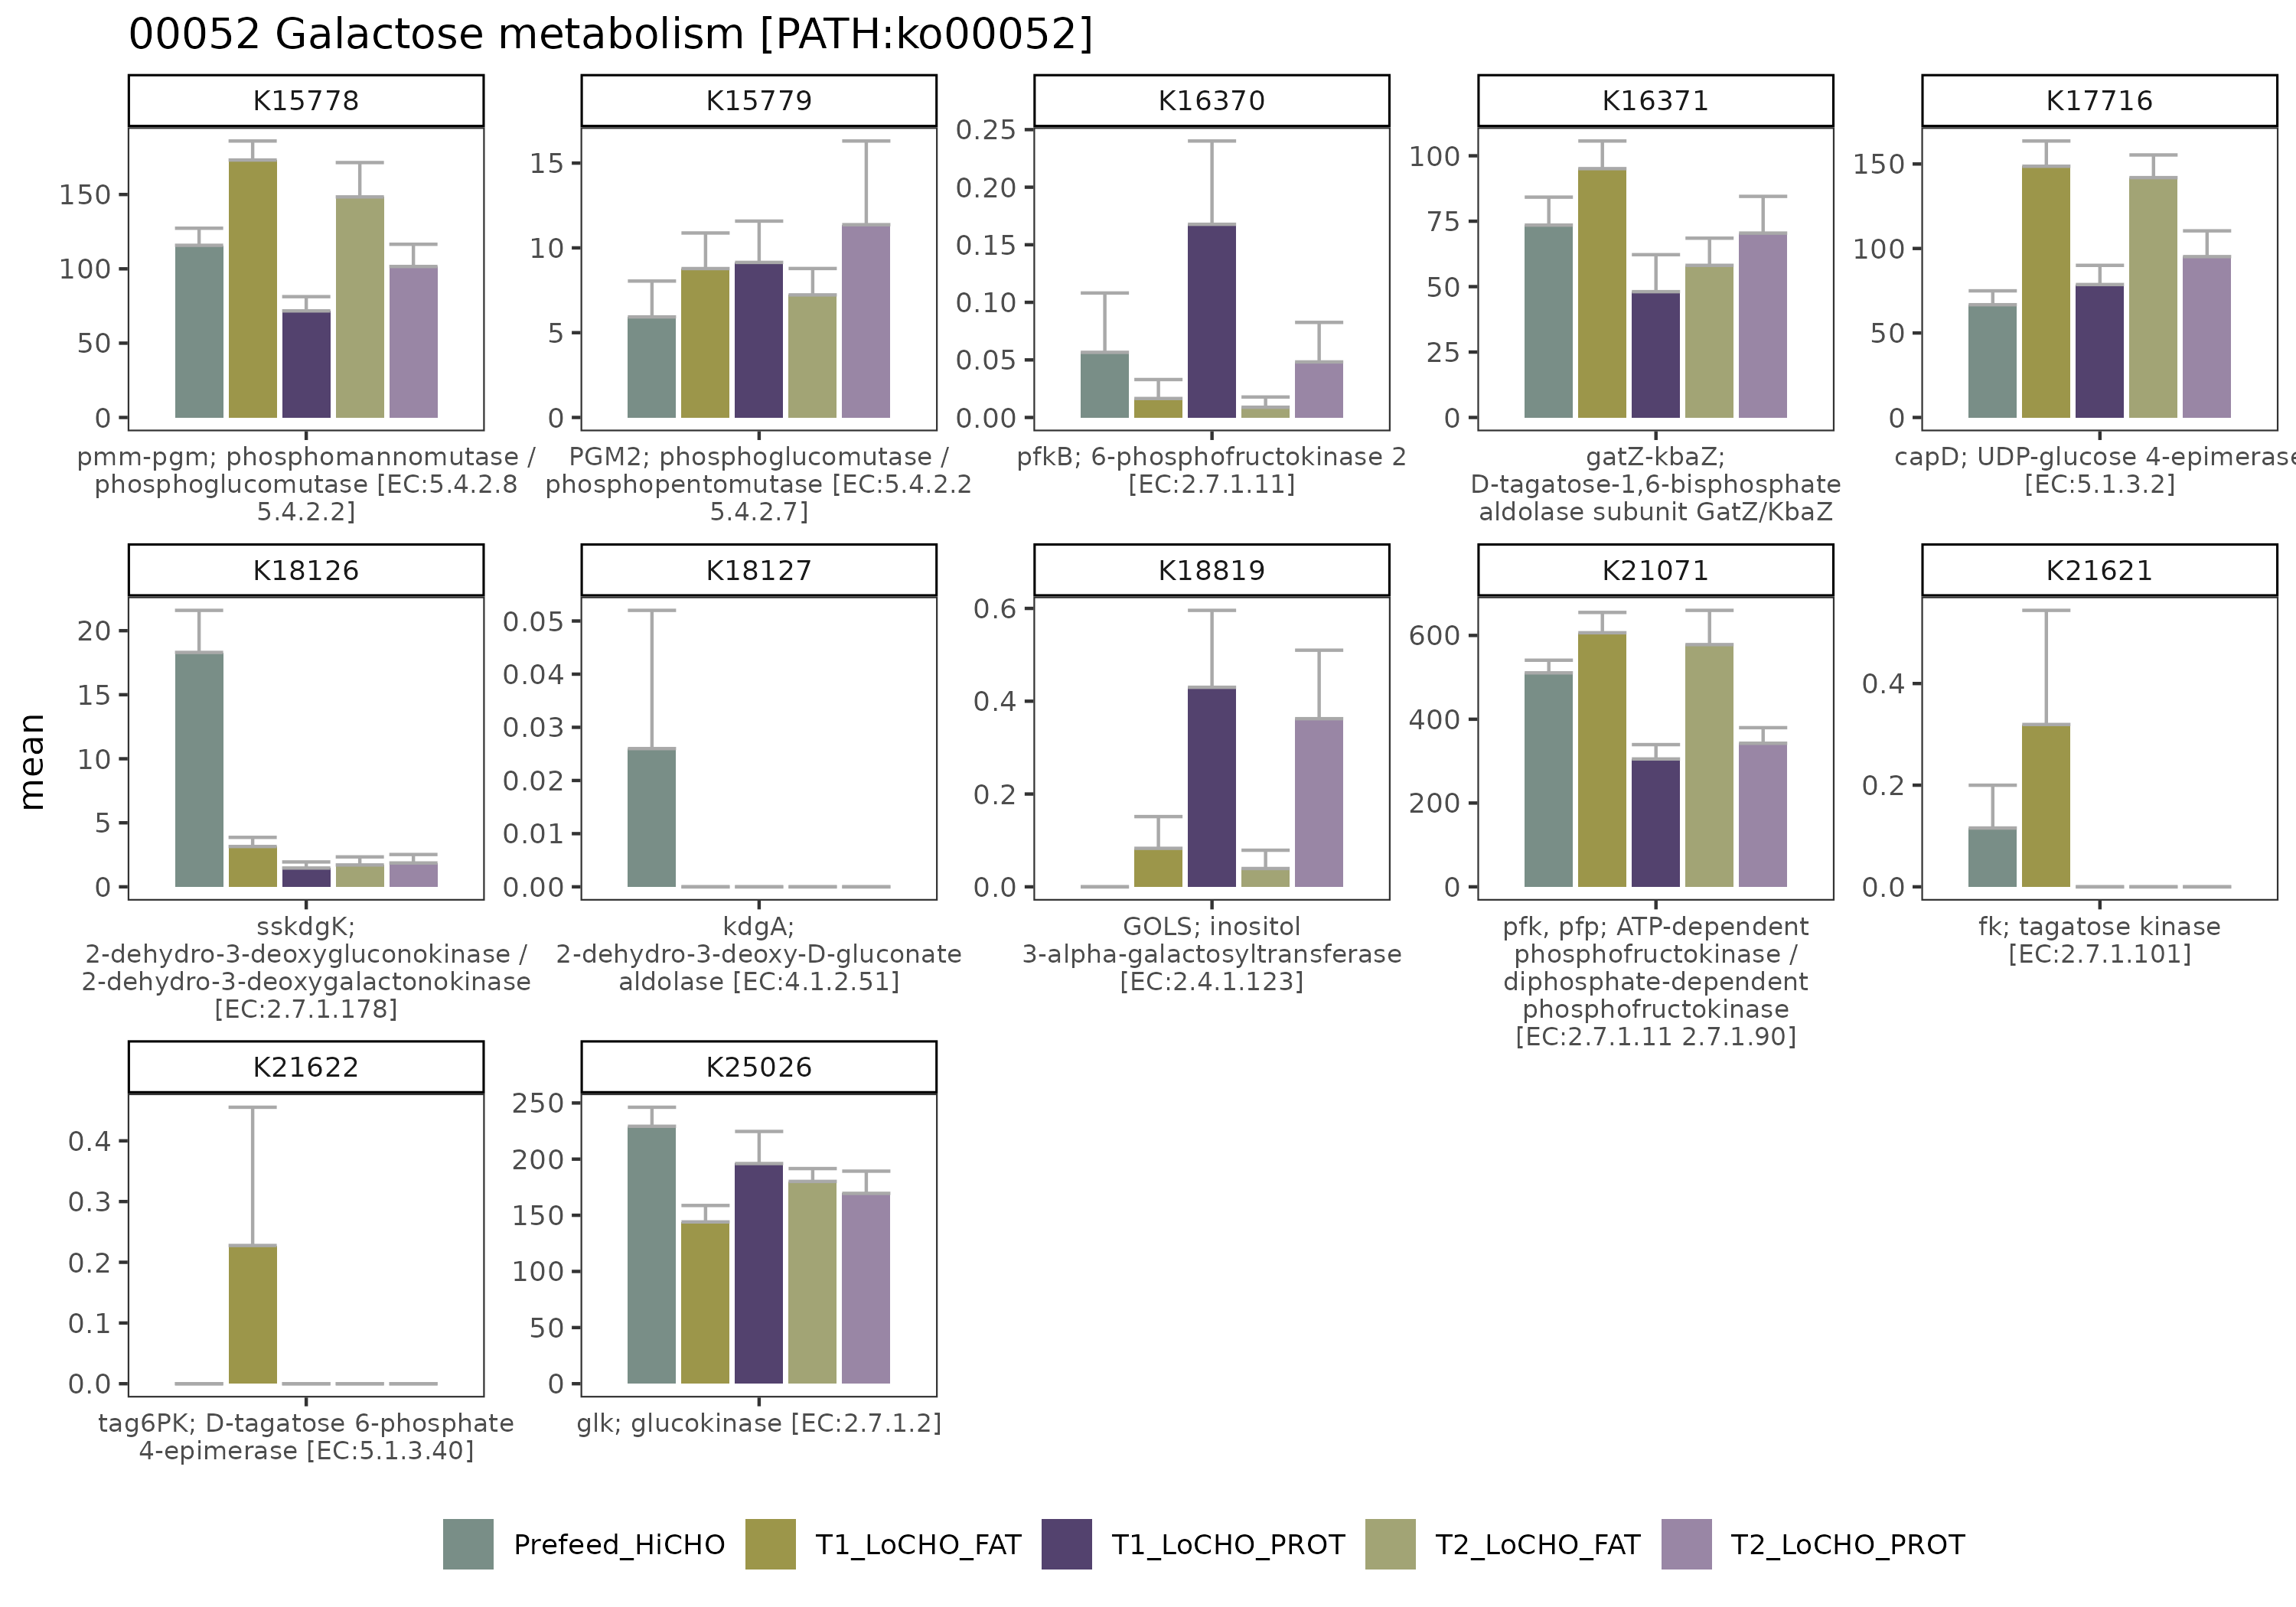 00052 Galactose metabolism [PATH:ko00052]
K15778
K15779
K16370
K16371
K17716
150
100
50
0
15
10
5
0
0.25
0.20
0.15
0.10
0.05
0.00
100
75
50
25
0
150
100
50
0
pmm-pgm; phosphomannomutase /
phosphoglucomutase [EC:5.4.2.8
5.4.2.2]
PGM2; phosphoglucomutase /
phosphopentomutase [EC:5.4.2.2
5.4.2.7]
pfkB; 6-phosphofructokinase 2
[EC:2.7.1.11]
gatZ-kbaZ;
D-tagatose-1,6-bisphosphate
aldolase subunit GatZ/KbaZ
capD; UDP-glucose 4-epimerase
[EC:5.1.3.2]
mean
K18126
K18127
K18819
K21071
K21621
20
15
10
5
0
0.05
0.04
0.03
0.02
0.01
0.00
0.6
0.4
0.2
0.0
600
400
200
0
0.4
0.2
0.0
sskdgK;
2-dehydro-3-deoxygluconokinase /
2-dehydro-3-deoxygalactonokinase
[EC:2.7.1.178]
kdgA;
2-dehydro-3-deoxy-D-gluconate
aldolase [EC:4.1.2.51]
GOLS; inositol
3-alpha-galactosyltransferase
[EC:2.4.1.123]
pfk, pfp; ATP-dependent
phosphofructokinase /
diphosphate-dependent
phosphofructokinase
[EC:2.7.1.11 2.7.1.90]
fk; tagatose kinase
[EC:2.7.1.101]
K21622
K25026
0.4
0.3
0.2
0.1
0.0
250
200
150
100
50
0
tag6PK; D-tagatose 6-phosphate
4-epimerase [EC:5.1.3.40]
glk; glucokinase [EC:2.7.1.2]
Prefeed_HiCHO
T1_LoCHO_FAT
T1_LoCHO_PROT
T2_LoCHO_FAT
T2_LoCHO_PROT